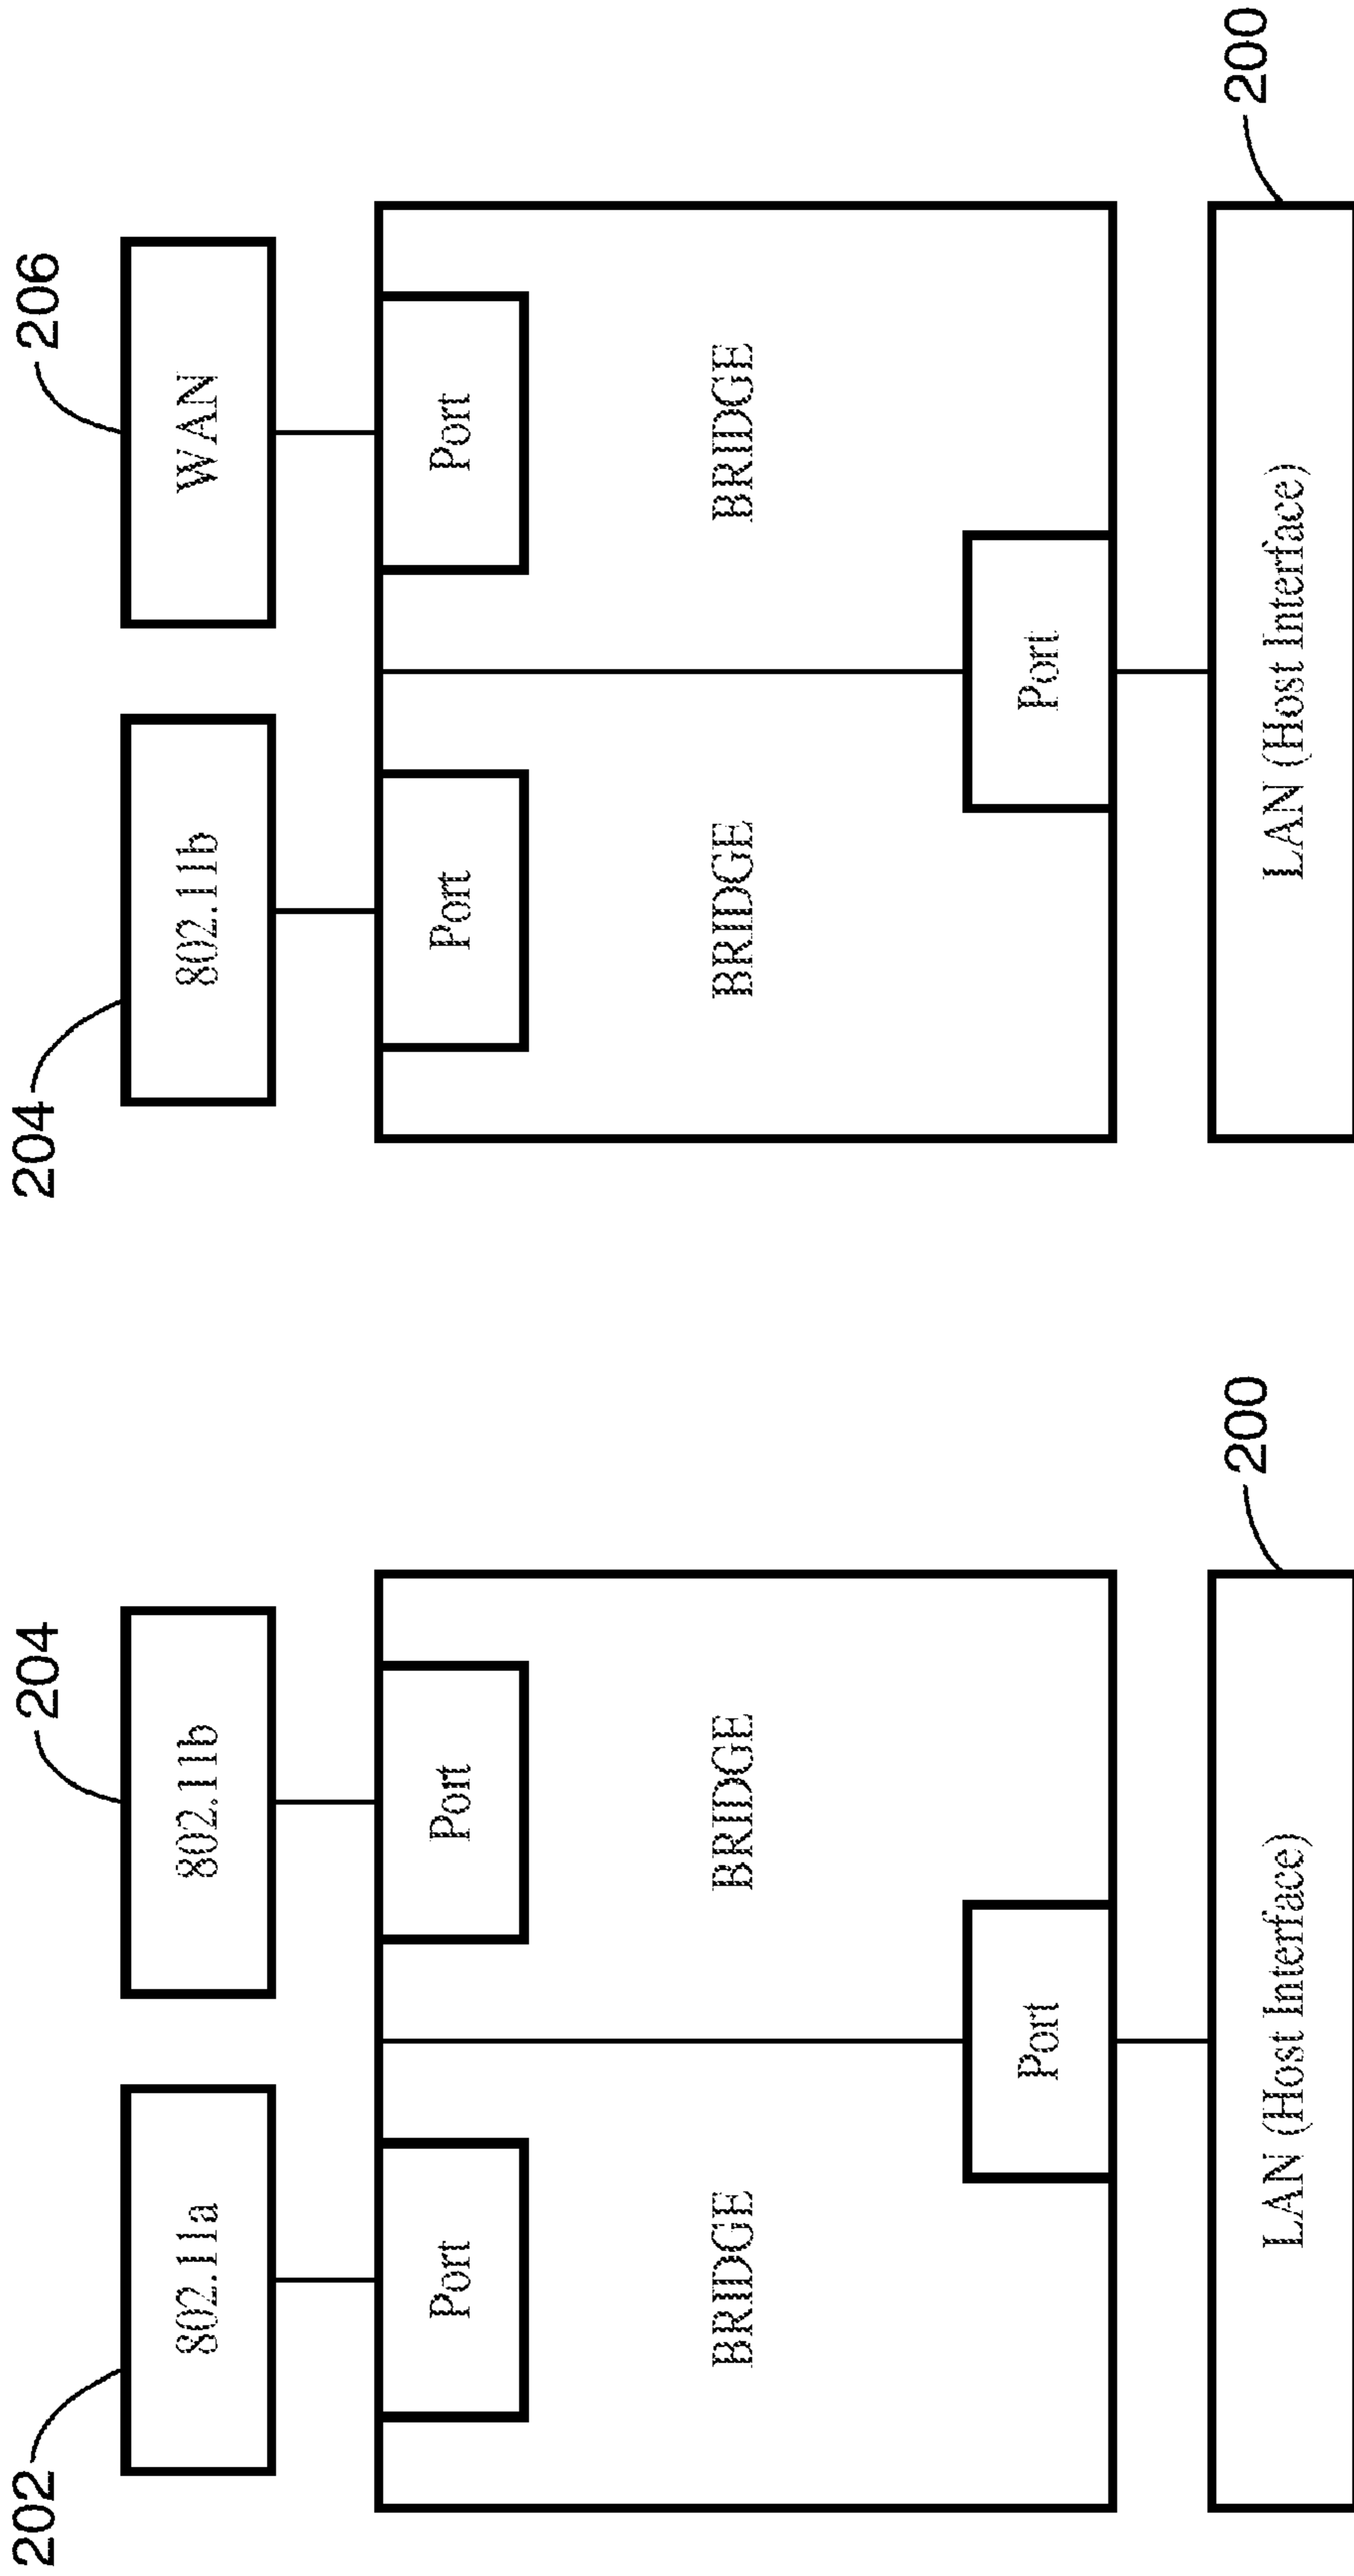 202
204
802.11a
802.11b
Port
Port
BRIDGE
BRIDGE
Port
200
LAN (Host Interface)
204
206
802.11b
WAN
Port
Port
BRIDGE
BRIDGE
Port
200
LAN (Host Interface)